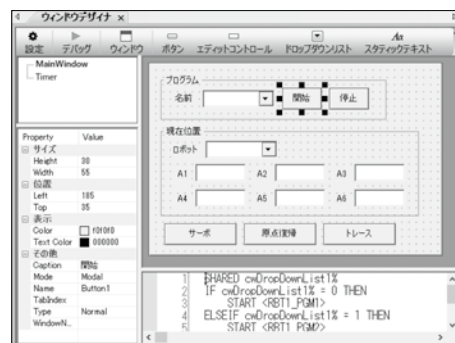 ウィンドウデザイナ ×
設定 デバッグ ウィンドウ ボタン エディットコントロール ドロップダウンリスト スタティックテキスト
MainWindow
Timer
プログラム
名前 開始 停止
現在位置
ロボット
A1 A2 A3
A4 A5 A6
サーボ 原点復帰 トレース
Property Value
サイズ
Height 30
Width 55
位置
Left 185
Top 35
表示
Color f0f0f0
Text Color 000000
その他
Caption 開始
Mode Modal
Name Button1
TabIndex
Type Normal
WindowN...
1 SHARED cwDropDownList1%
2 IF cwDropDownList1% = 0 THEN
3 START <RBT1_PGM1>
4 ELSEIF cwDropDownList1% = 1 THEN
5 START <RBT1_PGM2>